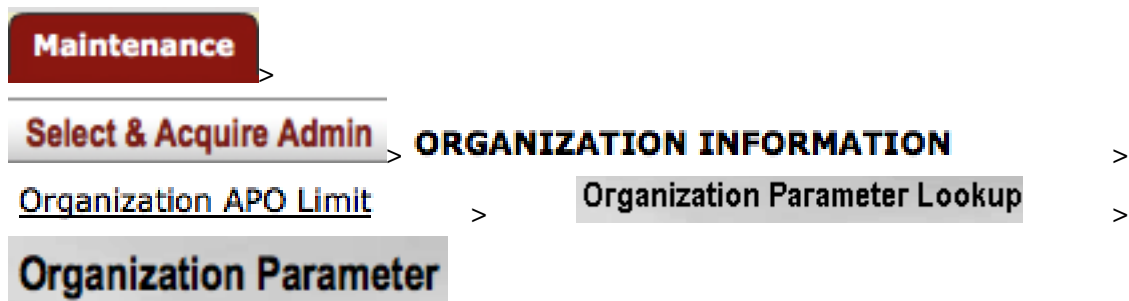 Maintenance >
Select & Acquire Admin > ORGANIZATION INFORMATION >
Organization APO Limit > Organization Parameter Lookup >
Organization Parameter